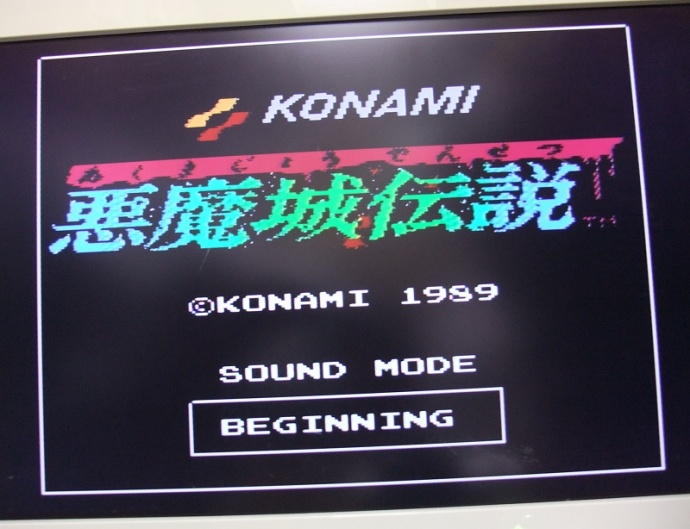 KONAMI
あくまじょうでんせつ
悪魔城伝説
TM
©KONAMI 1989
SOUND MODE
BEGINNING